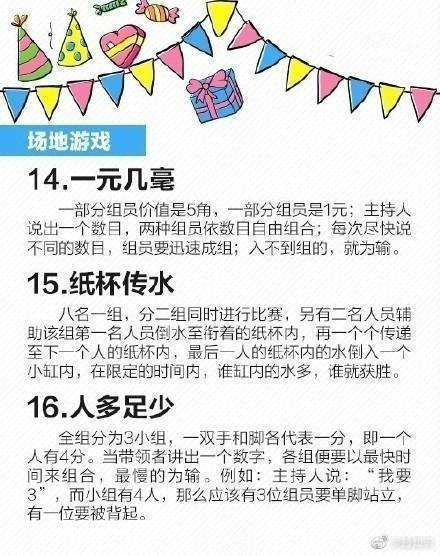 场地游戏
14.一元几毫
一部分组员价值是5角，一部分组员是1元；主持人
说出一个数目，两种组员依数目自由组合；每次尽快说
不同的数目，组员要迅速成组；入不到组的，就为输。
15.纸杯传水
八名一组，分二组同时进行比赛，另有二名人员辅
助该组第一名人员倒水至衔着的纸杯内，再一个个传递
至下一个人的纸杯内，最后一人的纸杯内的水倒入一个
小缸内，在限定的时间内，谁缸内的水多，谁就获胜。
16.人多足少
全组分为3小组，一双手和脚各代表一分，即一个
人有4分。当带领者讲出一个数字，各组便要以最快时
间来组合，最慢的为输。例如：主持人说：“我要
3”，而小组有4人，那么应该有3位组员要单脚站立，
有一位要被背起。